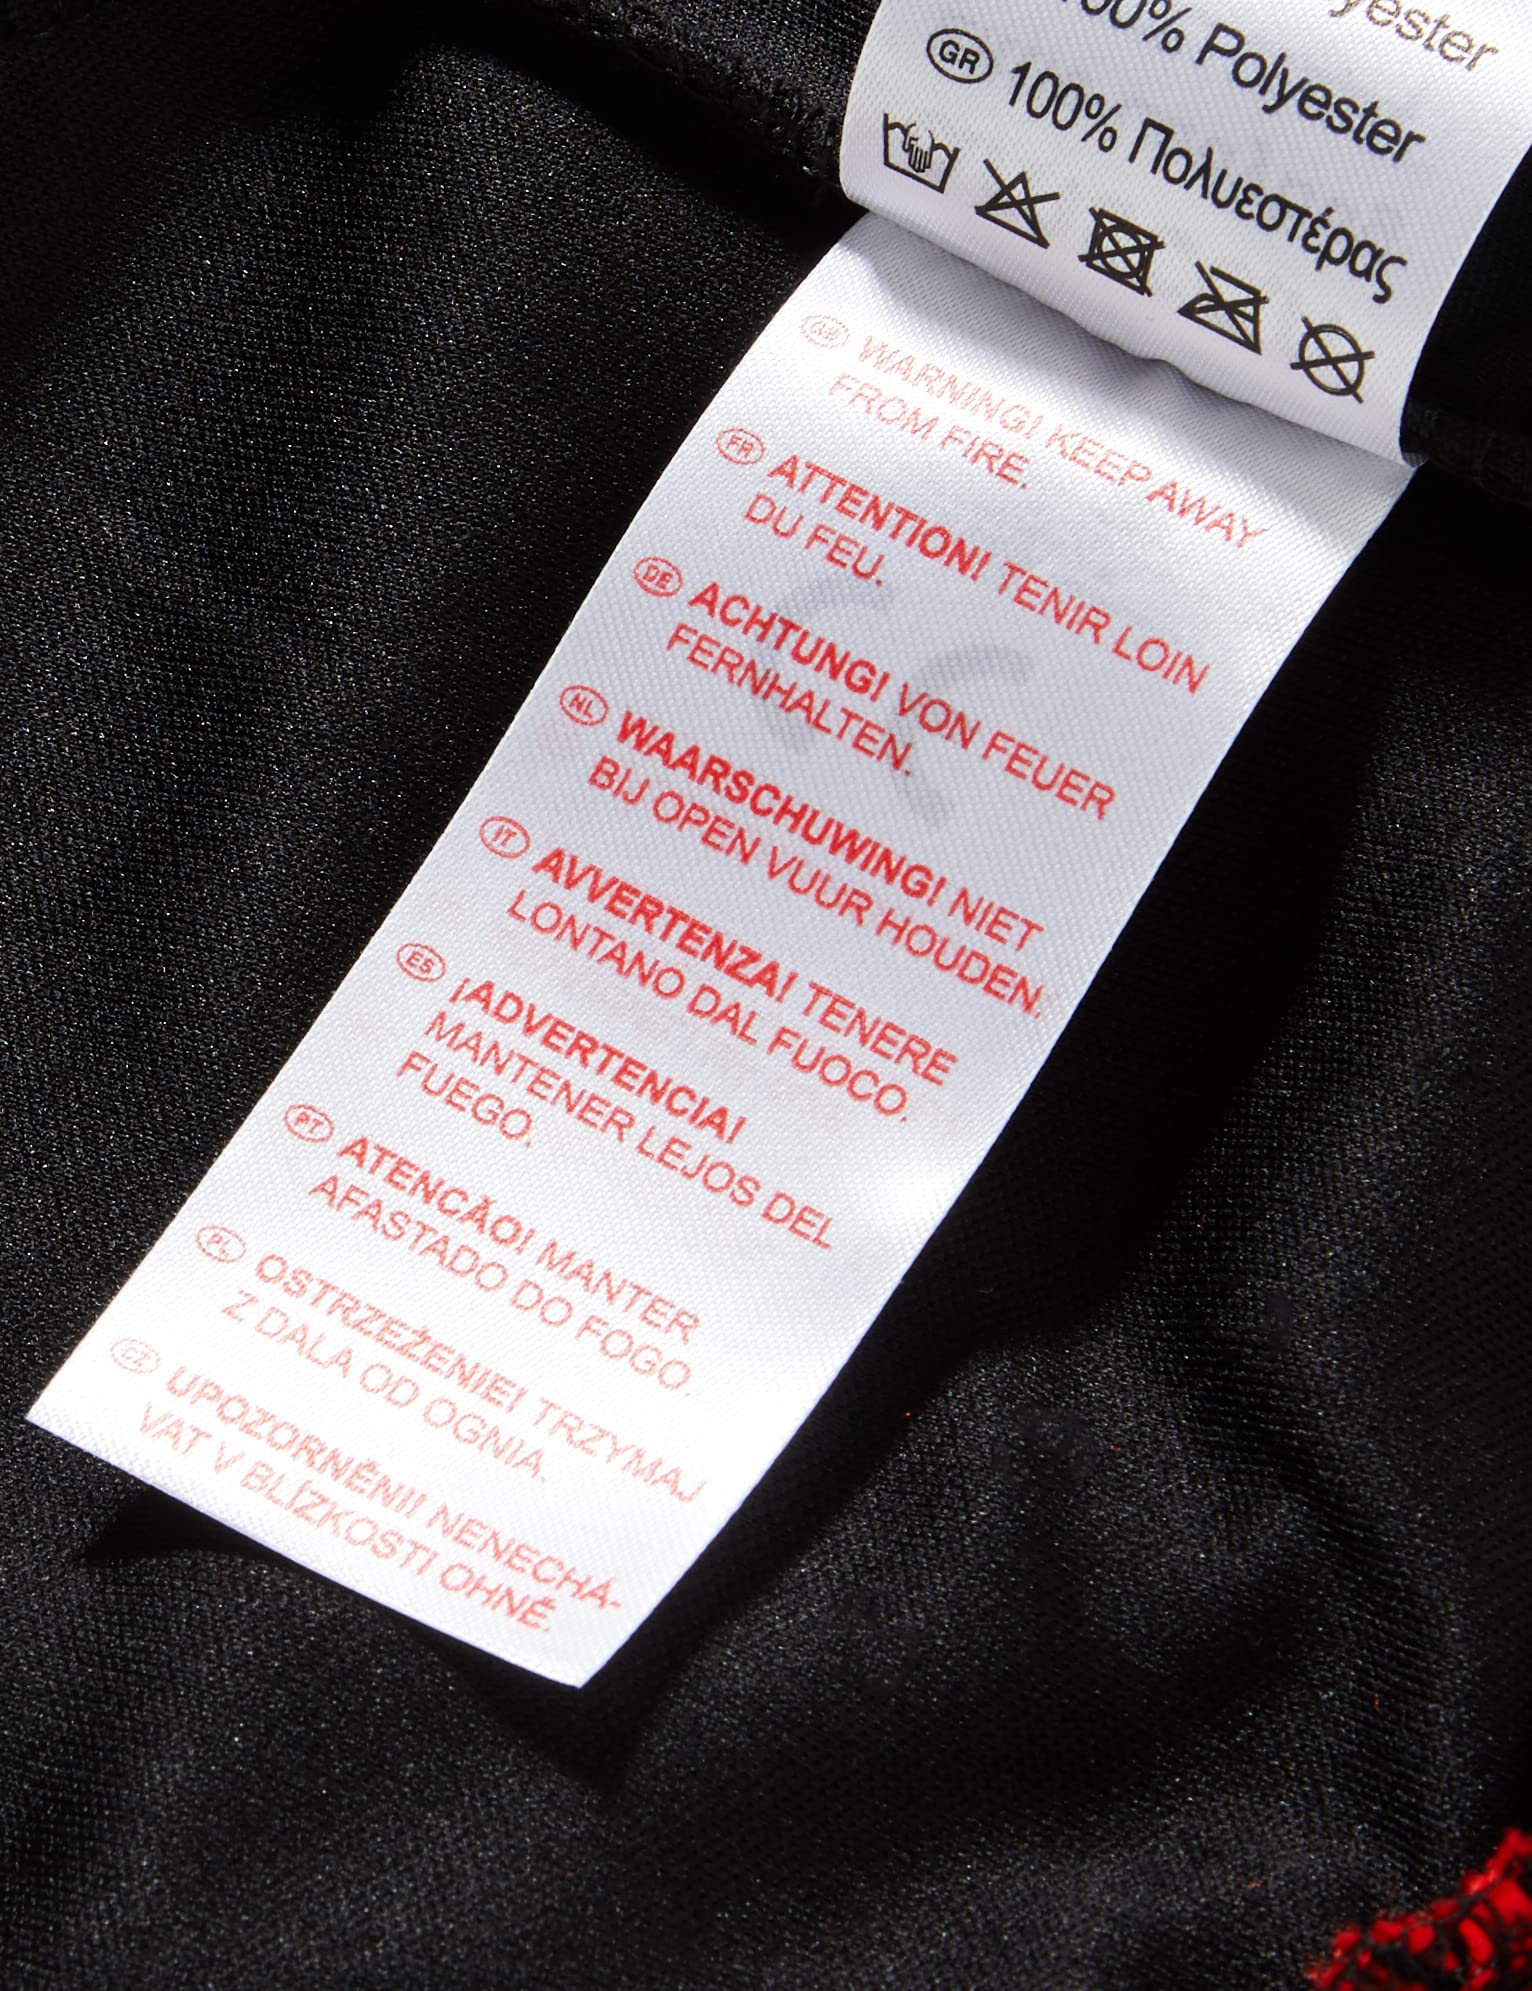 yester
100% Polyester
GR 100% Πολυεστέρας
GB WARNING! KEEP AWAY
FROM FIRE.
FR ATTENTION! TENIR LOIN
DU FEU.
DE ACHTUNG! VON FEUER
FERNHALTEN.
NL WAARSCHUWING! NIET
BIJ OPEN VUUR HOUDEN.
IT AVVERTENZA! TENERE
LONTANO DAL FUOCO.
ES ¡ADVERTENCIA!
MANTENER LEJOS DEL
FUEGO.
PT ATENCÃO! MANTER
AFASTADO DO FOGO.
PL OSTRZEŻENIE! TRZYMAJ
Z DALA OD OGNIA.
CZ UPOZORNĚNÍ! NENECHÁ-
VAT V BLÍZKOSTI OHNĚ.